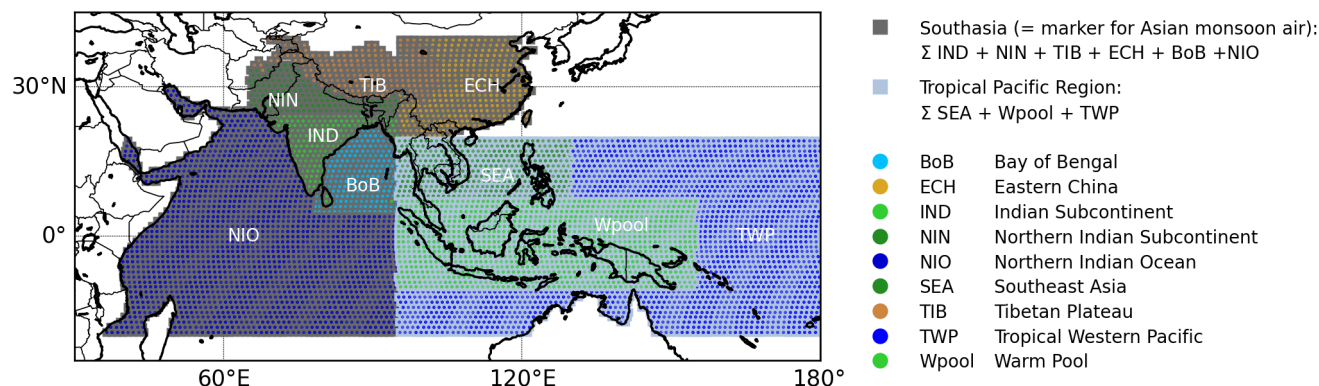 30°N
0°
60°E
120°E
180°
TIB
ECH
NIN
IND
BoB
SEA
NIO
Wpool
TWP
Southasia (= marker for Asian monsoon air):
Σ IND + NIN + TIB + ECH + BoB +NIO
Tropical Pacific Region:
Σ SEA + Wpool + TWP
BoB Bay of Bengal
ECH Eastern China
IND Indian Subcontinent
NIN Northern Indian Subcontinent
NIO Northern Indian Ocean
SEA Southeast Asia
TIB Tibetan Plateau
TWP Tropical Western Pacific
Wpool Warm Pool